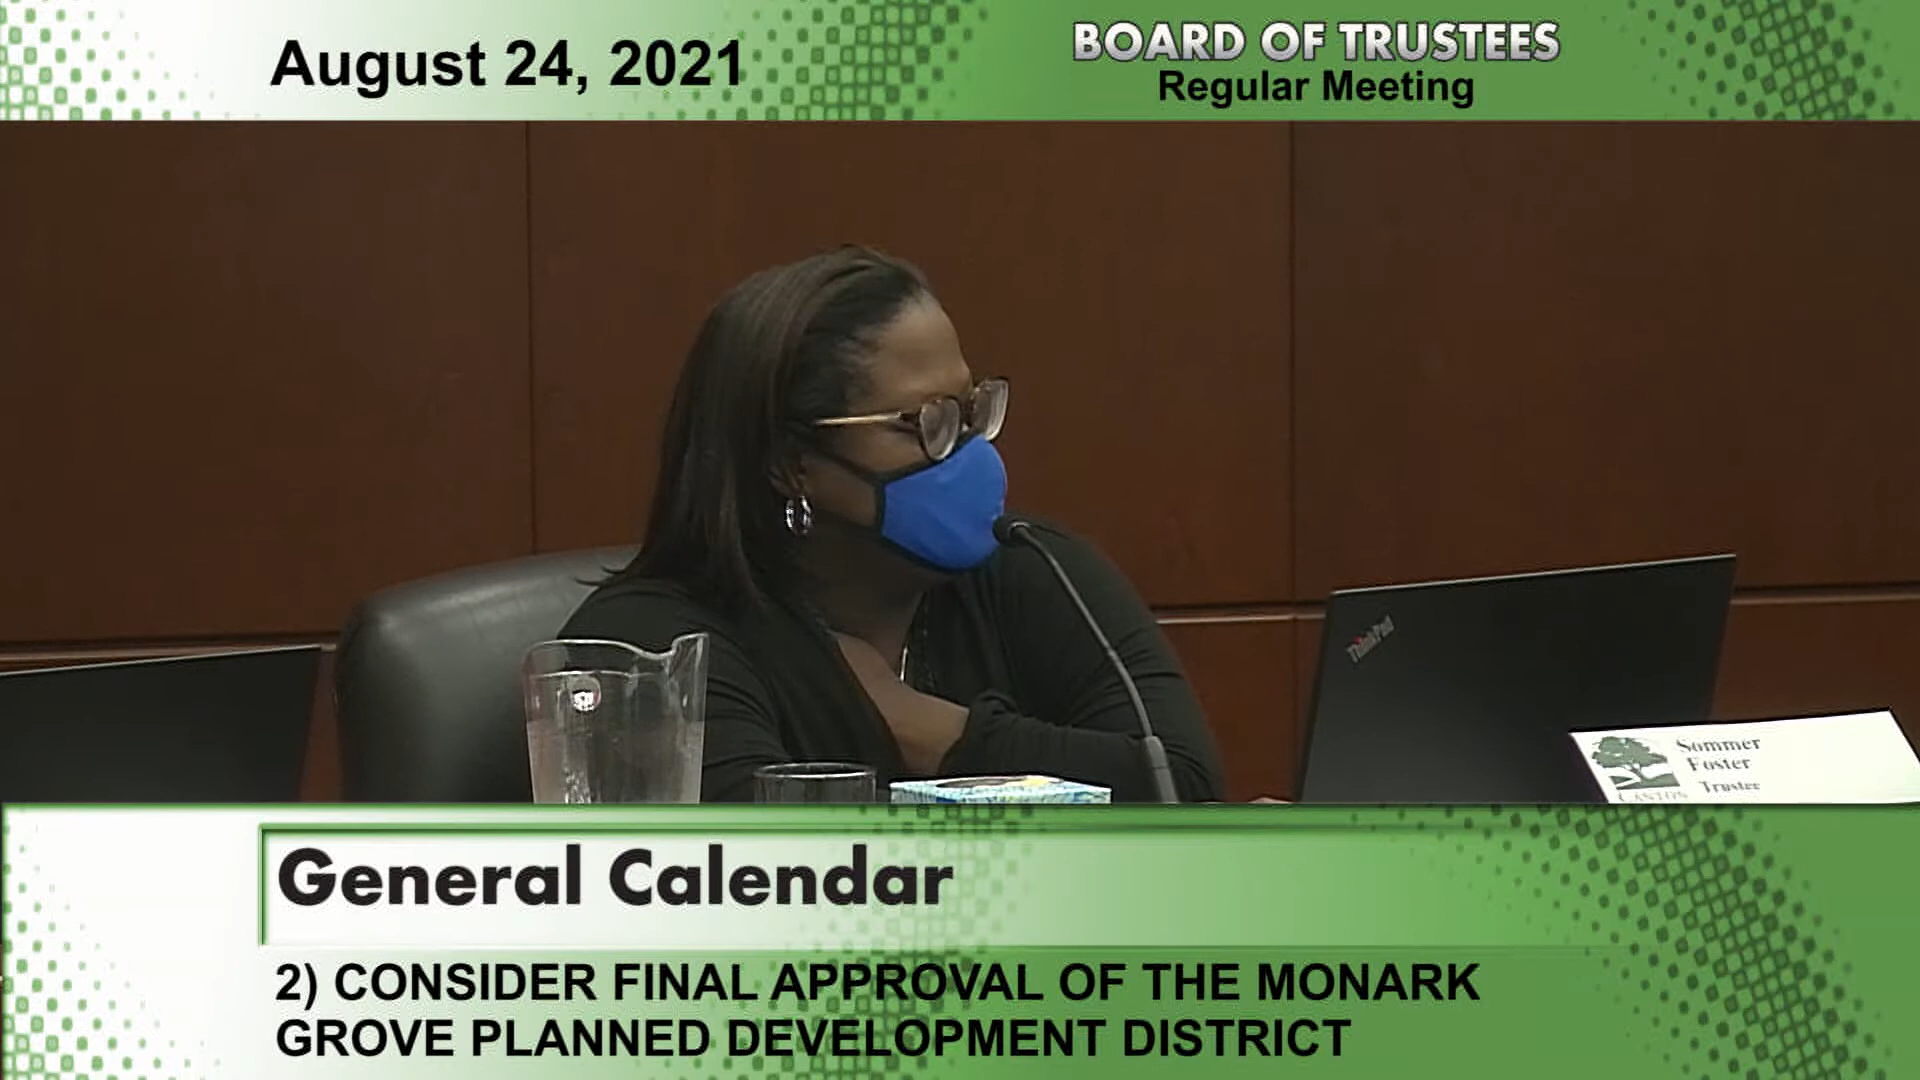 August 24, 2021
BOARD OF TRUSTEES
Regular Meeting
ThinkPad
Sommer
Foster
Trustee
CANTON
General Calendar
2) CONSIDER FINAL APPROVAL OF THE MONARK
GROVE PLANNED DEVELOPMENT DISTRICT